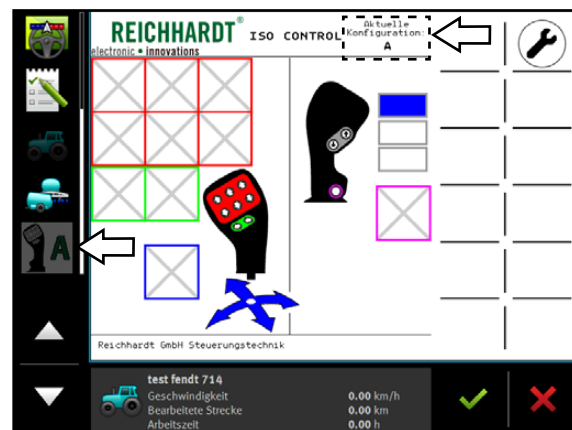 REICHHARDT®
electronic • innovations
ISO CONTROL
Aktuelle
Konfiguration:
A
A
Reichhardt GmbH Steuerungstechnik
test fendt 714
Geschwindigkeit 0.00 km/h
Bearbeitete Strecke 0.00 km
Arbeitszeit 0.00 h